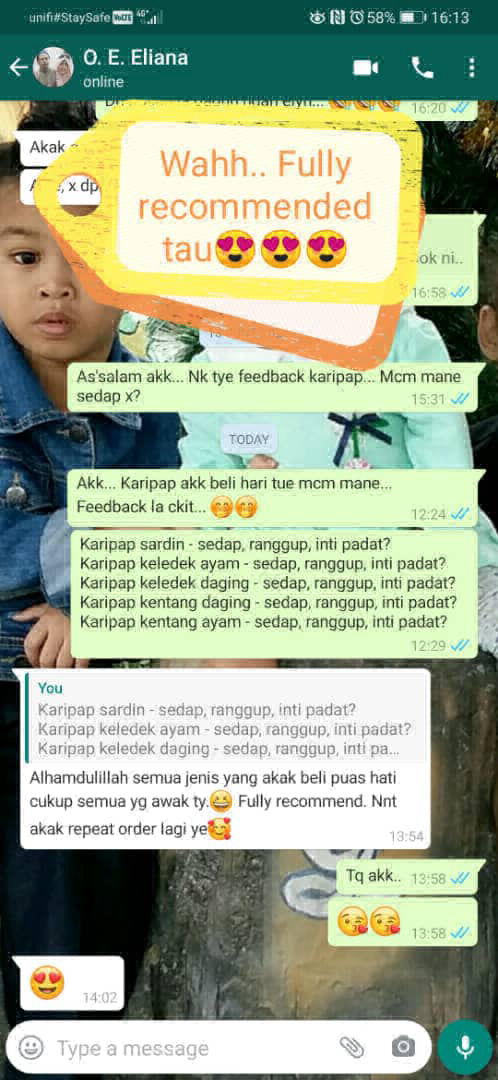 unifi#StaySafe VoLTE 4G 58% 16:13
O. E. Eliana
online
16:20
Akak
x dp
Wahh.. Fully
recommended
tau😍😍😍
ok ni..
16:58
As'salam akk... Nk tye feedback karipap... Mcm mane
sedap x?
15:31
TODAY
Akk... Karipap akk beli hari tue mcm mane...
Feedback la ckit... 🤭🤭
12:24
Karipap sardin - sedap, ranggup, inti padat?
Karipap keledek ayam - sedap, ranggup, inti padat?
Karipap keledek daging - sedap, ranggup, inti padat?
Karipap kentang daging - sedap, ranggup, inti padat?
Karipap kentang ayam - sedap, ranggup, inti padat?
12:29
You
Karipap sardin - sedap, ranggup, inti padat?
Karipap keledek ayam - sedap, ranggup, inti padat?
Karipap keledek daging - sedap, ranggup, inti pa...
Alhamdulillah semua jenis yang akak beli puas hati
cukup semua yg awak ty.😀 Fully recommend. Nnt
akak repeat order lagi ye🥰
13:54
Tq akk.. 13:58
😘😘 13:58
😍 14:02
Type a message